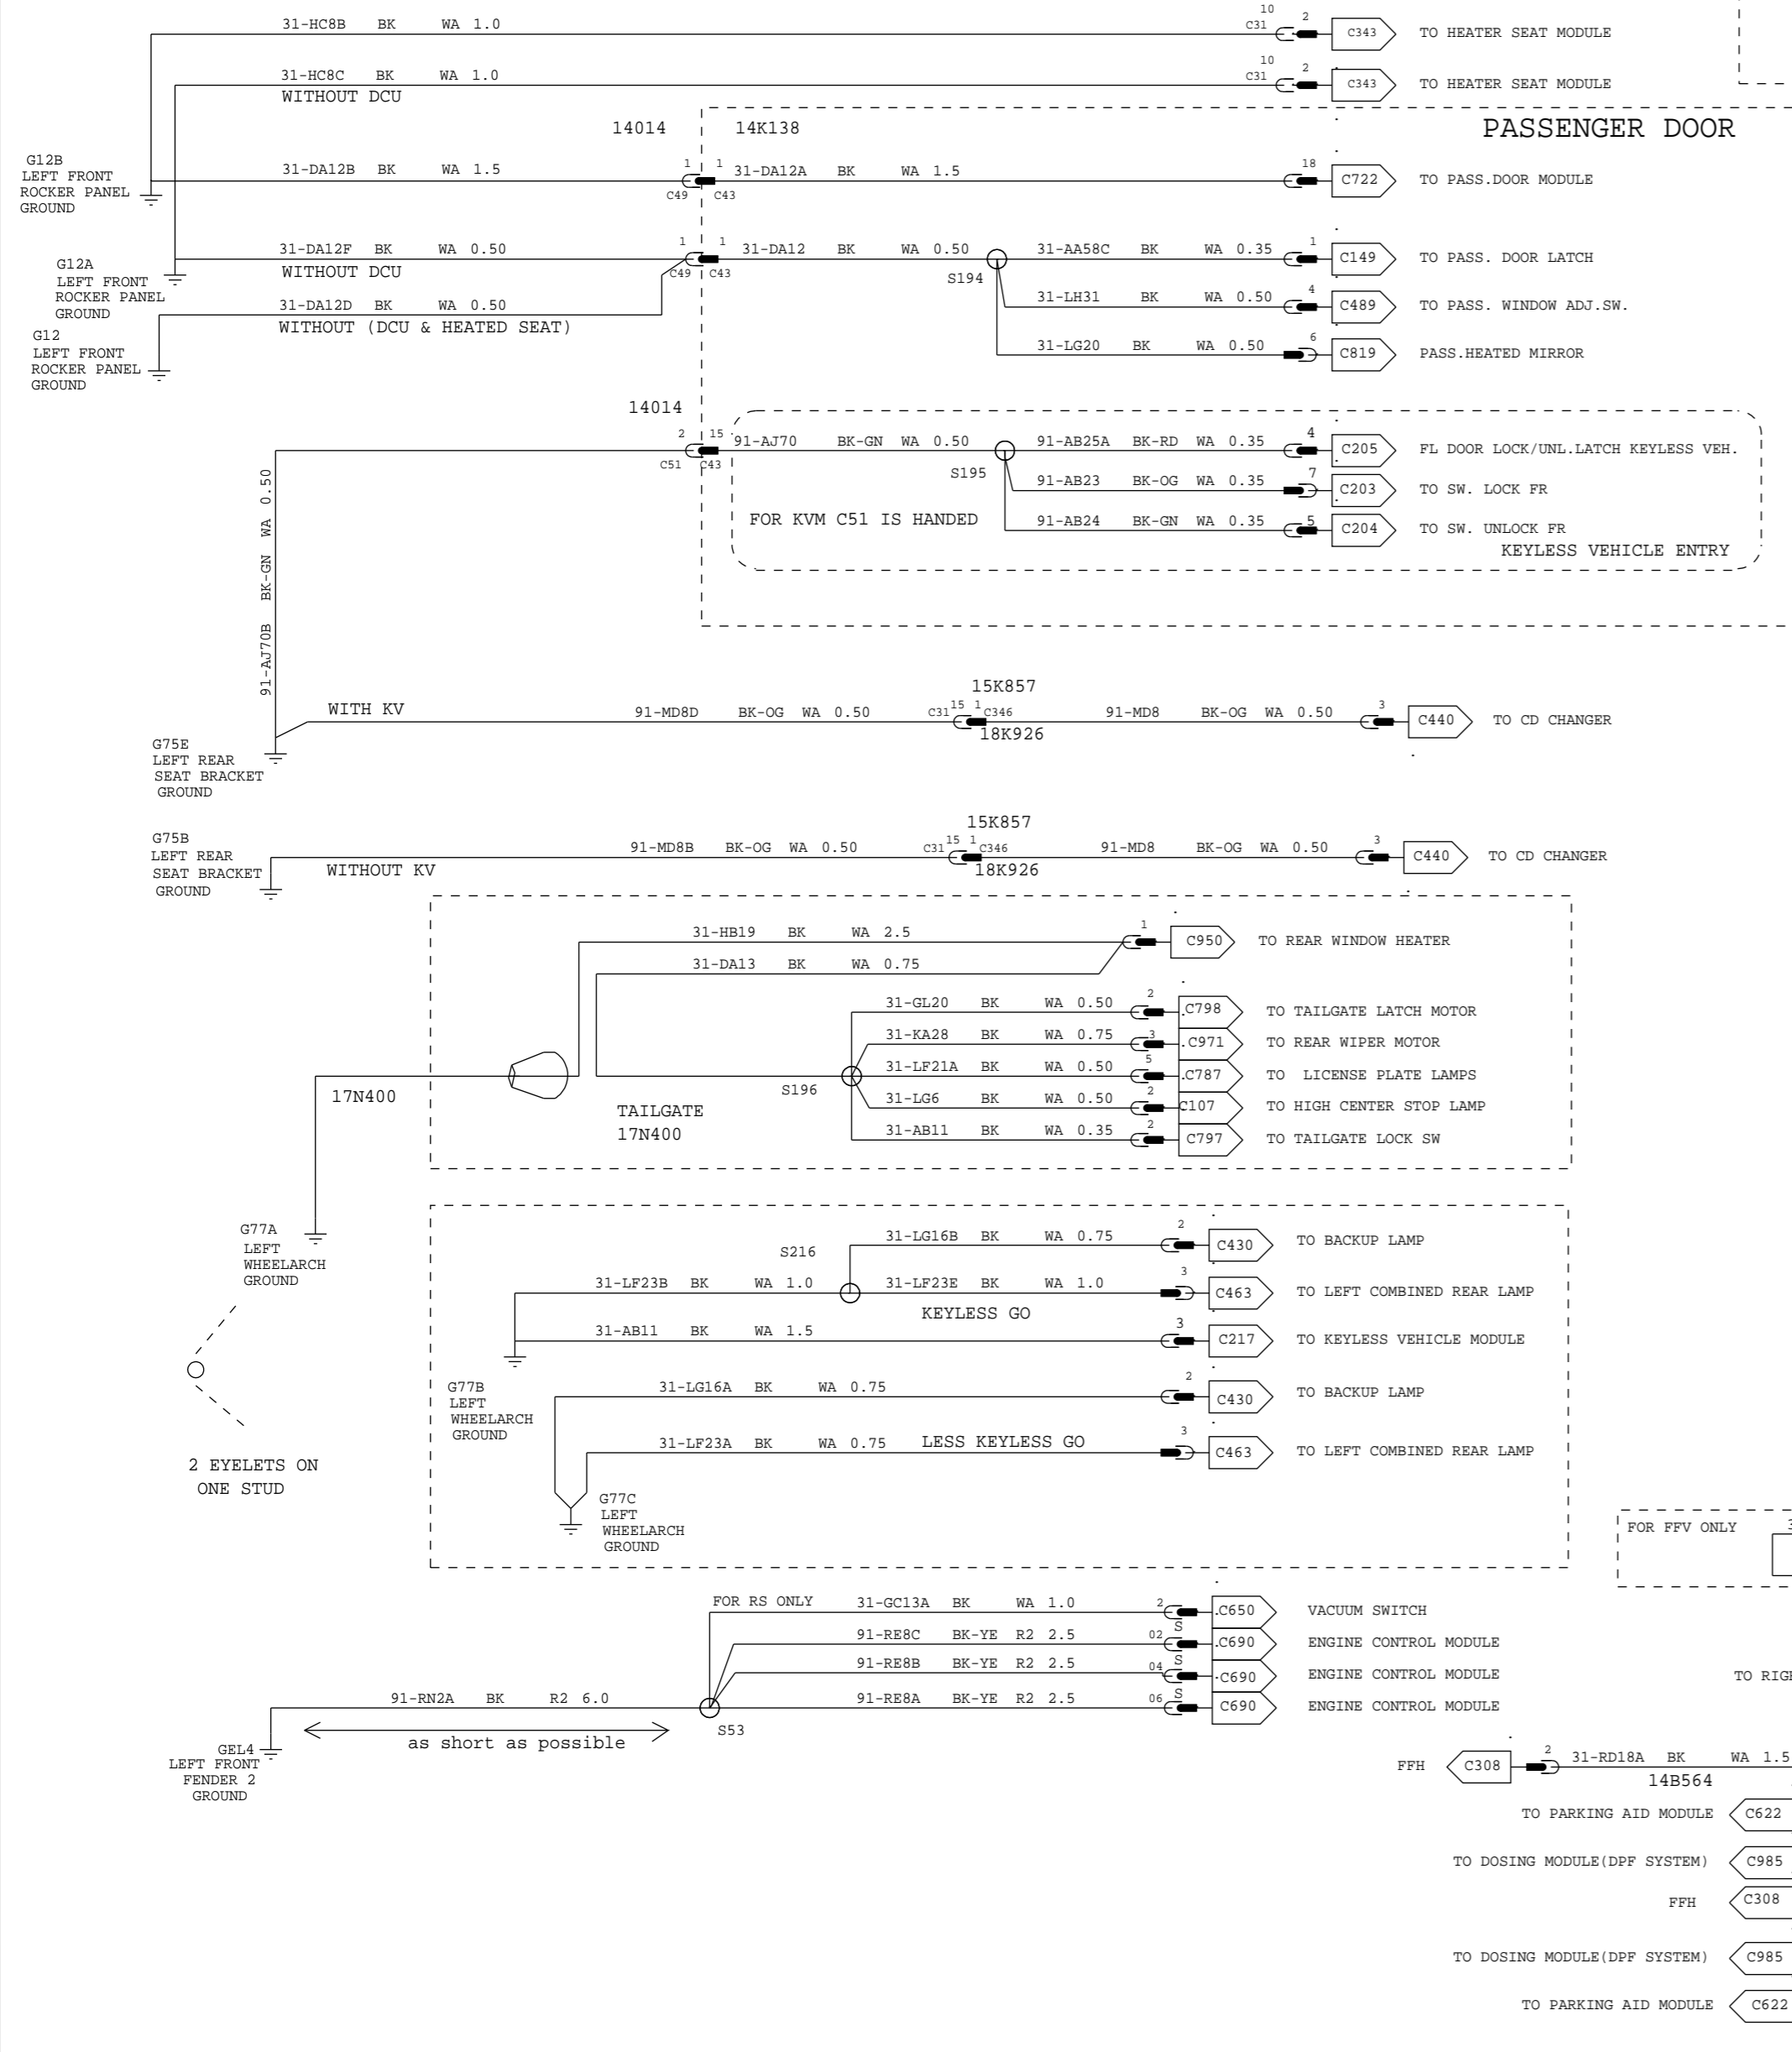 31-HC8B BK WA 1.0 10 C31 2 C343 TO HEATER SEAT MODULE
31-HC8C BK WA 1.0 10 C31 2 C343 TO HEATER SEAT MODULE
WITHOUT DCU
14014 14K138 PASSENGER DOOR
G12B
LEFT FRONT
ROCKER PANEL
GROUND
31-DA12B BK WA 1.5 1 1 31-DA12A BK WA 1.5 18 C722 TO PASS.DOOR MODULE
C49 C43
G12A
LEFT FRONT
ROCKER PANEL
GROUND
31-DA12F BK WA 0.50 1 1 31-DA12 BK WA 0.50 31-AA58C BK WA 0.35 1 C149 TO PASS. DOOR LATCH
WITHOUT DCU C49 C43 S194
31-DA12D BK WA 0.50 31-LH31 BK WA 0.50 4 C489 TO PASS. WINDOW ADJ.SW.
WITHOUT (DCU & HEATED SEAT)
G12
LEFT FRONT
ROCKER PANEL
GROUND
31-LG20 BK WA 0.50 6 C819 PASS.HEATED MIRROR
14014
2 15 91-AJ70 BK-GN WA 0.50 91-AB25A BK-RD WA 0.35 4 C205 FL DOOR LOCK/UNL.LATCH KEYLESS VEH.
C51 C43 S195
91-AB23 BK-OG WA 0.35 7 C203 TO SW. LOCK FR
FOR KVM C51 IS HANDED 91-AB24 BK-GN WA 0.35 5 C204 TO SW. UNLOCK FR
KEYLESS VEHICLE ENTRY
91-AJ70B BK-GN WA 0.50
15K857
WITH KV 91-MD8D BK-OG WA 0.50 C31 15 1 C346 91-MD8 BK-OG WA 0.50 3 C440 TO CD CHANGER
18K926
G75E
LEFT REAR
SEAT BRACKET
GROUND
15K857
G75B
LEFT REAR
SEAT BRACKET
GROUND
91-MD8B BK-OG WA 0.50 C31 15 1 C346 91-MD8 BK-OG WA 0.50 3 C440 TO CD CHANGER
WITHOUT KV 18K926
31-HB19 BK WA 2.5 1 C950 TO REAR WINDOW HEATER
31-DA13 BK WA 0.75
31-GL20 BK WA 0.50 2 C798 TO TAILGATE LATCH MOTOR
31-KA28 BK WA 0.75 3 C971 TO REAR WIPER MOTOR
31-LF21A BK WA 0.50 5 C787 TO LICENSE PLATE LAMPS
17N400 S196
31-LG6 BK WA 0.50 2 C107 TO HIGH CENTER STOP LAMP
TAILGATE
17N400
31-AB11 BK WA 0.35 2 C797 TO TAILGATE LOCK SW
G77A
LEFT
WHEELARCH
GROUND
S216 31-LG16B BK WA 0.75 2 C430 TO BACKUP LAMP
31-LF23B BK WA 1.0 31-LF23E BK WA 1.0 3 C463 TO LEFT COMBINED REAR LAMP
KEYLESS GO
31-AB11 BK WA 1.5 3 C217 TO KEYLESS VEHICLE MODULE
G77B
LEFT
WHEELARCH
GROUND
31-LG16A BK WA 0.75 2 C430 TO BACKUP LAMP
31-LF23A BK WA 0.75 LESS KEYLESS GO 3 C463 TO LEFT COMBINED REAR LAMP
2 EYELETS ON
ONE STUD
G77C
LEFT
WHEELARCH
GROUND
FOR FFV ONLY
FOR RS ONLY 31-GC13A BK WA 1.0 2 C650 VACUUM SWITCH
91-RE8C BK-YE R2 2.5 02 S C690 ENGINE CONTROL MODULE
91-RE8B BK-YE R2 2.5 04 S C690 ENGINE CONTROL MODULE
TO RIGH
91-RN2A BK R2 6.0 91-RE8A BK-YE R2 2.5 06 S C690 ENGINE CONTROL MODULE
S53
as short as possible
GEL4
LEFT FRONT
FENDER 2
GROUND
FFH C308 2 31-RD18A BK WA 1.5
14B564
TO PARKING AID MODULE C622
TO DOSING MODULE(DPF SYSTEM) C985
FFH C308
TO DOSING MODULE(DPF SYSTEM) C985
TO PARKING AID MODULE C622